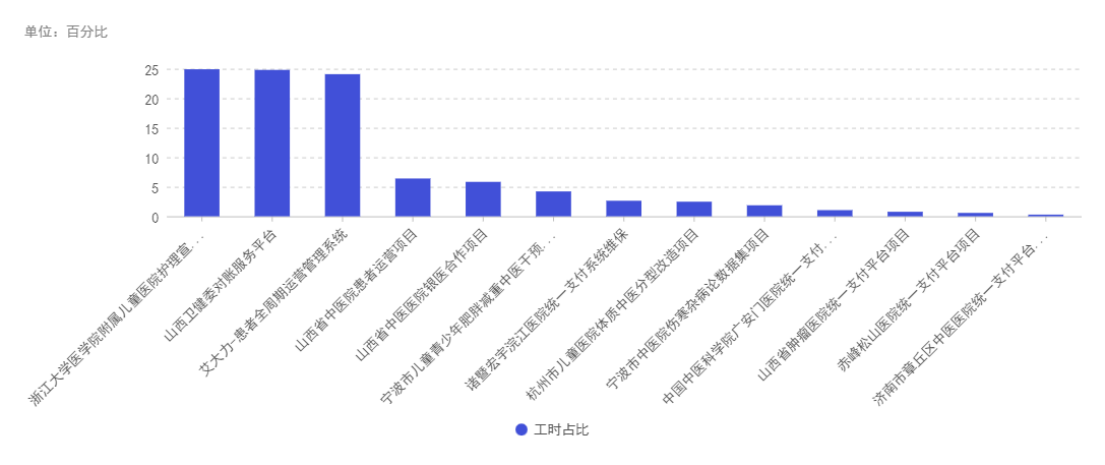 单位：百分比
25
20
15
10
5
0
浙江大学医学院附属儿童医院护理宣...
山西卫健委对账服务平台
艾大力-患者全周期运营管理系统
山西省中医院患者运营项目
山西省中医医院银医合作项目
宁波市儿童青少年肥胖减重中医干预...
诸暨宏宇浣江医院统一支付系统维保
杭州市儿童医院体质中医分型改造项目
宁波市中医院伤寒杂病论数据集项目
中国中医科学院广安门医院统一支付...
山西省肿瘤医院统一支付平台项目
赤峰松山医院统一支付平台项目
济南市章丘区中医医院统一支付平台...
工时占比